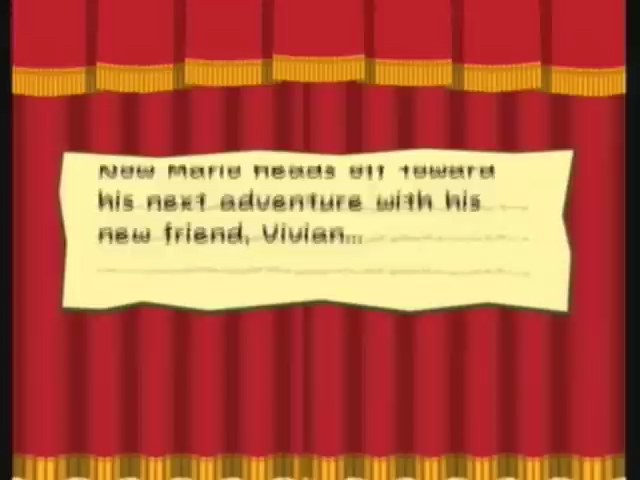 Now Mario heads off toward
his next adventure with his
new friend, Vivian...